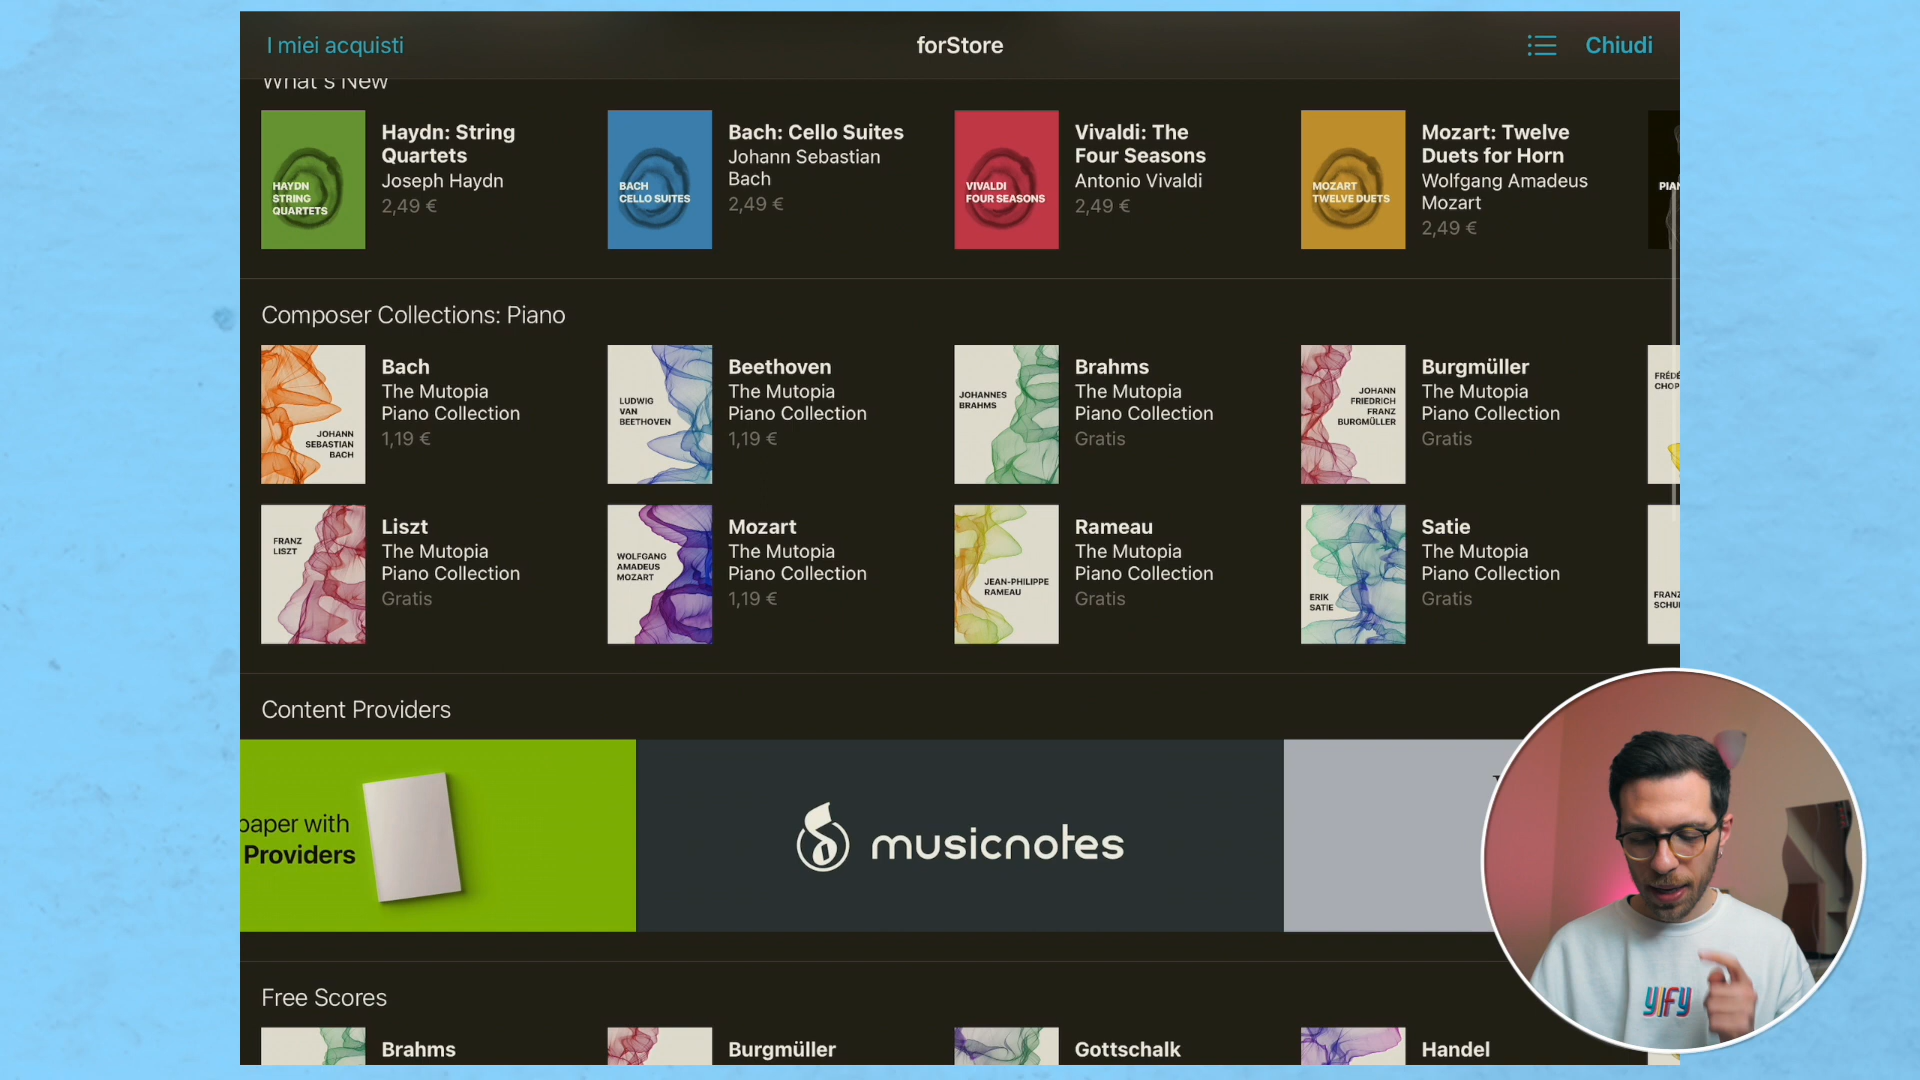 I miei acquisti
forStore
Chiudi
What's New
HAYDN
STRING
QUARTETS
Haydn: String
Quartets
Joseph Haydn
2,49 €
BACH
CELLO SUITES
Bach: Cello Suites
Johann Sebastian
Bach
2,49 €
VIVALDI
FOUR SEASONS
Vivaldi: The
Four Seasons
Antonio Vivaldi
2,49 €
MOZART
TWELVE DUETS
Mozart: Twelve
Duets for Horn
Wolfgang Amadeus
Mozart
2,49 €
Composer Collections: Piano
JOHANN
SEBASTIAN
BACH
Bach
The Mutopia
Piano Collection
1,19 €
LUDWIG
VAN
BEETHOVEN
Beethoven
The Mutopia
Piano Collection
1,19 €
JOHANNES
BRAHMS
Brahms
The Mutopia
Piano Collection
Gratis
JOHANN
FRIEDRICH
FRANZ
BURGMÜLLER
Burgmüller
The Mutopia
Piano Collection
Gratis
FRANZ
LISZT
Liszt
The Mutopia
Piano Collection
Gratis
WOLFGANG
AMADEUS
MOZART
Mozart
The Mutopia
Piano Collection
1,19 €
JEAN-PHILIPPE
RAMEAU
Rameau
The Mutopia
Piano Collection
Gratis
ERIK
SATIE
Satie
The Mutopia
Piano Collection
Gratis
FRANZ
Content Providers
paper with
Providers
musicnotes
Free Scores
Brahms
Burgmüller
Gottschalk
Handel
yffy